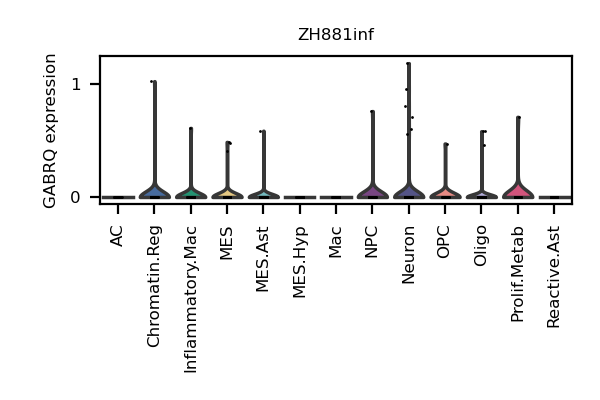 ZH881inf
GABRQ expression
1
0
AC
Chromatin.Reg
Inflammatory.Mac
MES
MES.Ast
MES.Hyp
Mac
NPC
Neuron
OPC
Oligo
Prolif.Metab
Reactive.Ast